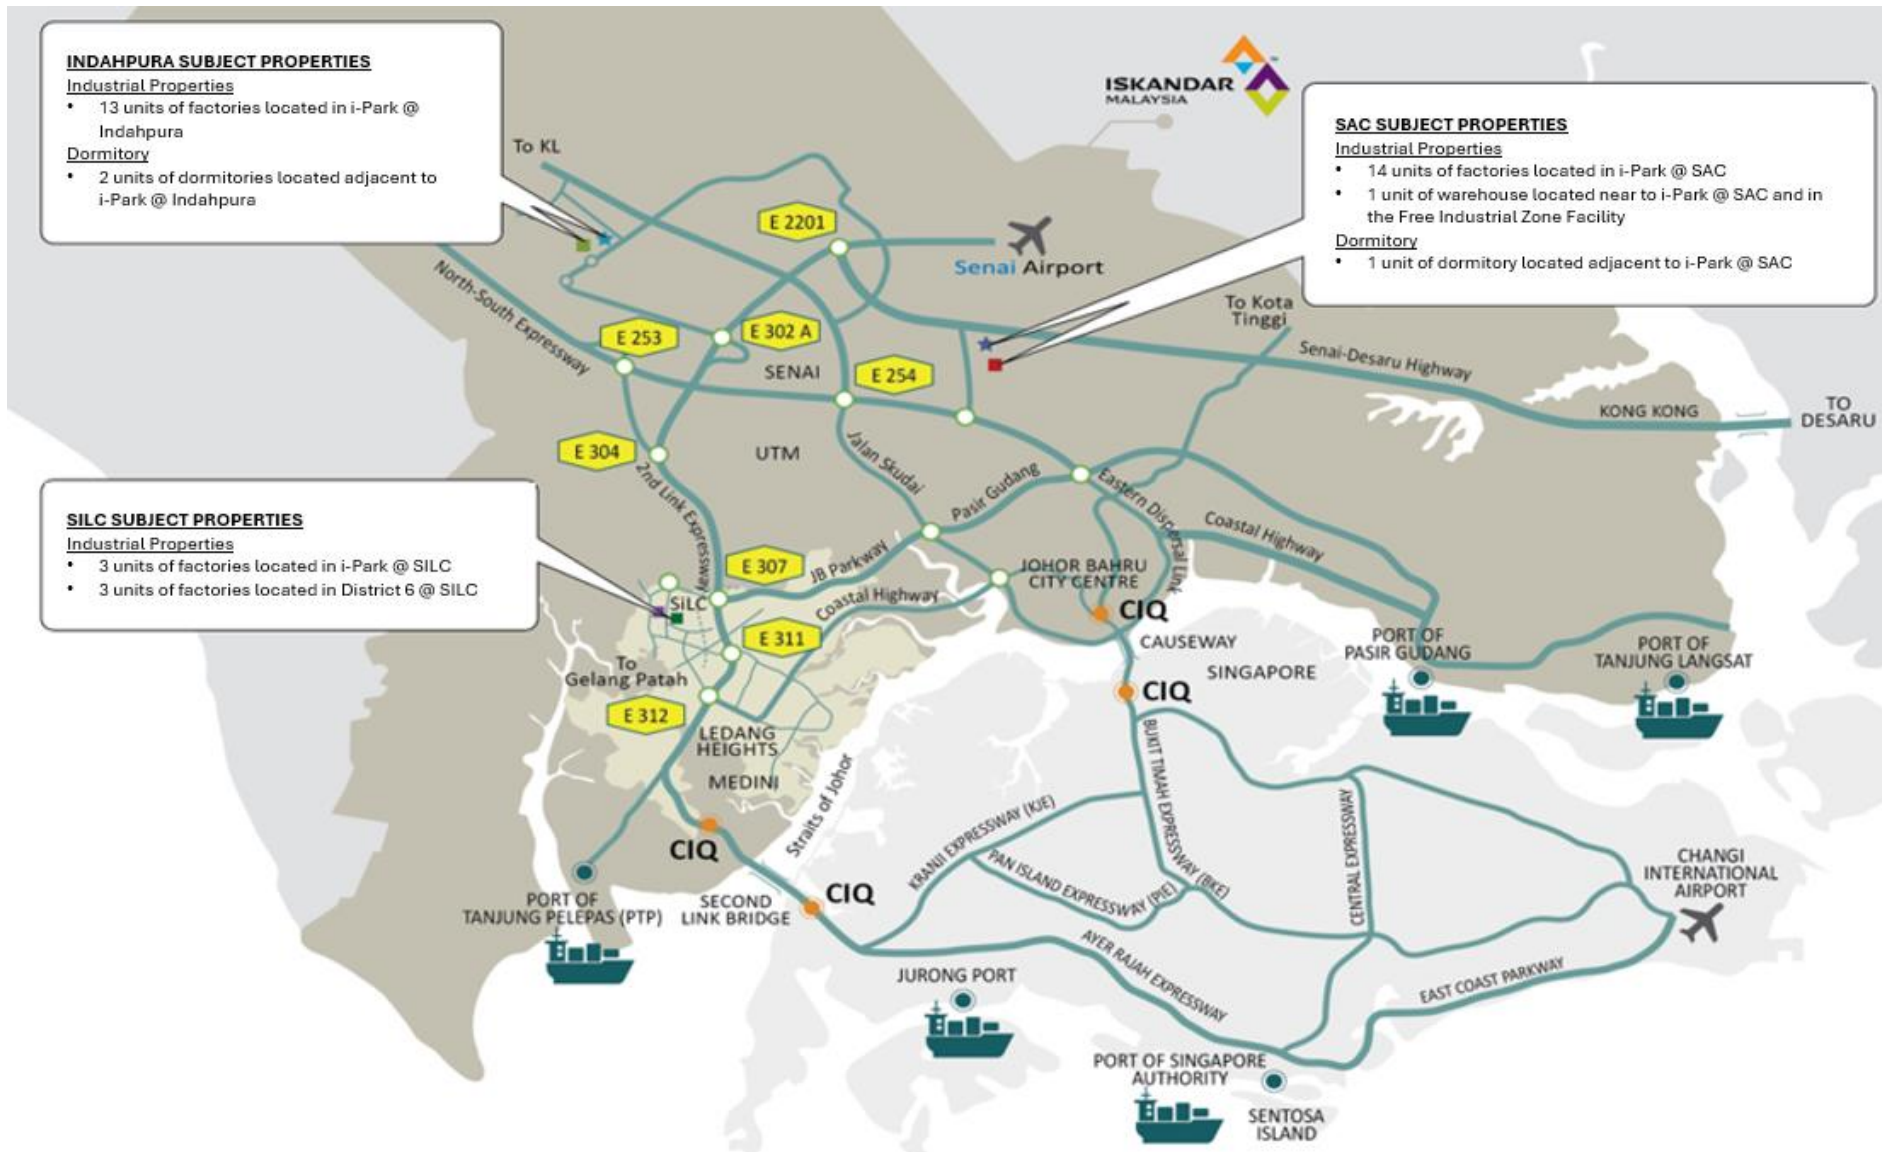 INDAHPURA SUBJECT PROPERTIES
Industrial Properties
• 13 units of factories located in i-Park @
Indahpura
Dormitory
• 2 units of dormitories located adjacent to
i-Park @ Indahpura
ISKANDAR
MALAYSIA
SAC SUBJECT PROPERTIES
Industrial Properties
• 14 units of factories located in i-Park @ SAC
• 1 unit of warehouse located near to i-Park @ SAC and in
the Free Industrial Zone Facility
Dormitory
• 1 unit of dormitory located adjacent to i-Park @ SAC
To KL
E 2201
Senai Airport
North-South Expressway
To Kota
Tinggi
E 253
E 302 A
SENAI
E 254
Senai-Desaru Highway
KONG KONG
TO
DESARU
E 304
UTM
Jalan Skudai
2nd Link Expressway
Pasir Gudang
Eastern Dispersal Link
Coastal Highway
SILC SUBJECT PROPERTIES
Industrial Properties
• 3 units of factories located in i-Park @ SILC
• 3 units of factories located in District 6 @ SILC
E 307
JB Parkway
Coastal Highway
JOHOR BAHRU
CITY CENTRE
SiLC
CIQ
E 311
CAUSEWAY
SINGAPORE
PORT OF
PASIR GUDANG
PORT OF
TANJUNG LANGSAT
To
Gelang Patah
CIQ
E 312
LEDANG
HEIGHTS
MEDINI
Straits of Johor
BUKIT TIMAH EXPRESSWAY (BKE)
KRANJI EXPRESSWAY (KJE)
PAN ISLAND EXPRESSWAY (PIE)
CENTRAL EXPRESSWAY
CIQ
CHANGI
INTERNATIONAL
AIRPORT
PORT OF
TANJUNG PELEPAS (PTP)
SECOND
LINK BRIDGE
CIQ
AYER RAJAH EXPRESSWAY
EAST COAST PARKWAY
JURONG PORT
PORT OF SINGAPORE
AUTHORITY
SENTOSA
ISLAND